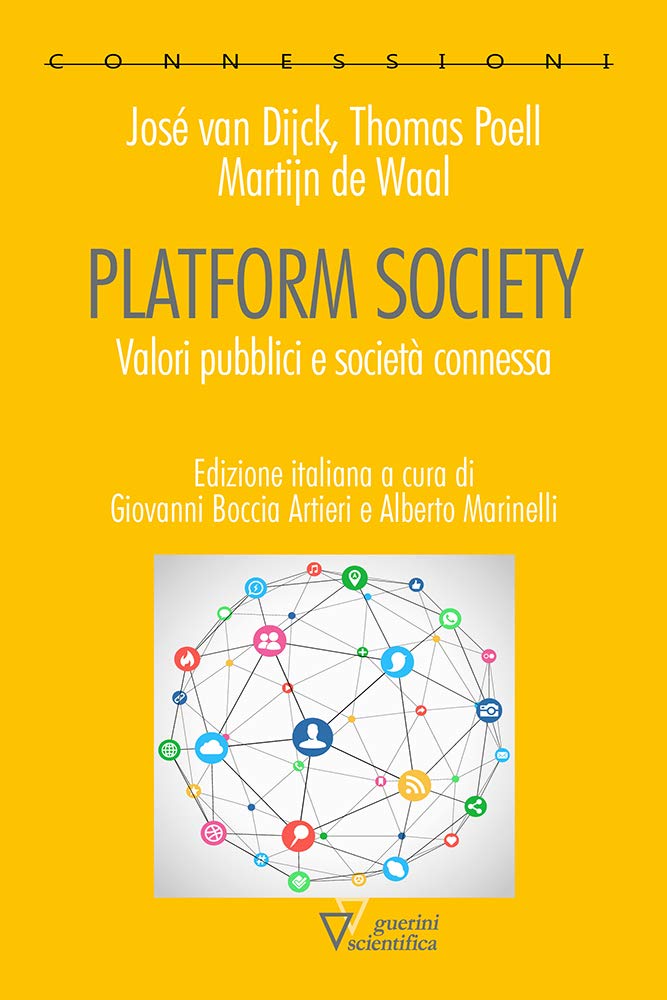 CONNESSIONI
José van Dijck, Thomas Poell
Martijn de Waal
PLATFORM SOCIETY
Valori pubblici e società connessa
Edizione italiana a cura di
Giovanni Boccia Artieri e Alberto Marinelli
guerini
scientifica